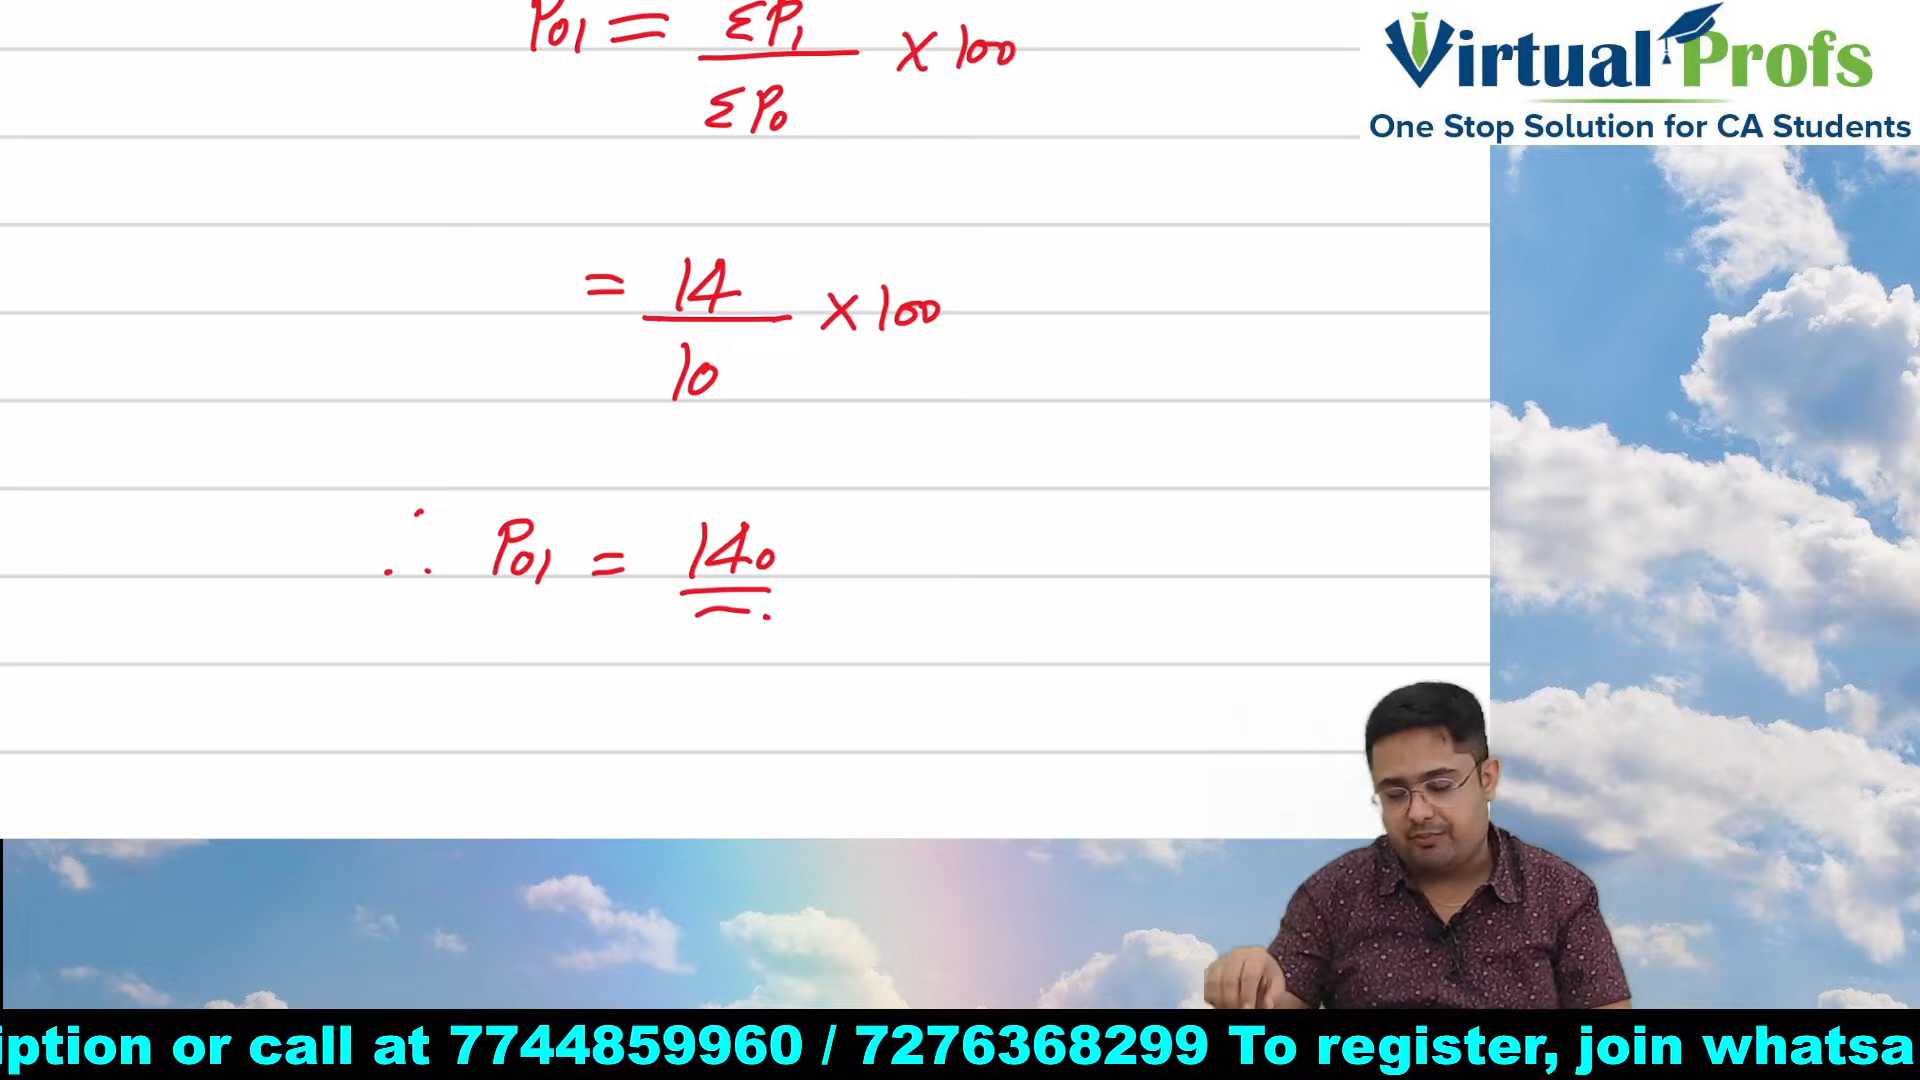 P01 = ΣP1 / ΣP0 × 100
Virtual Profs
One Stop Solution for CA Students
= 14 / 10 × 100
∴ P01 = 140
iption or call at 7744859960 / 7276368299 To register, join whatsa